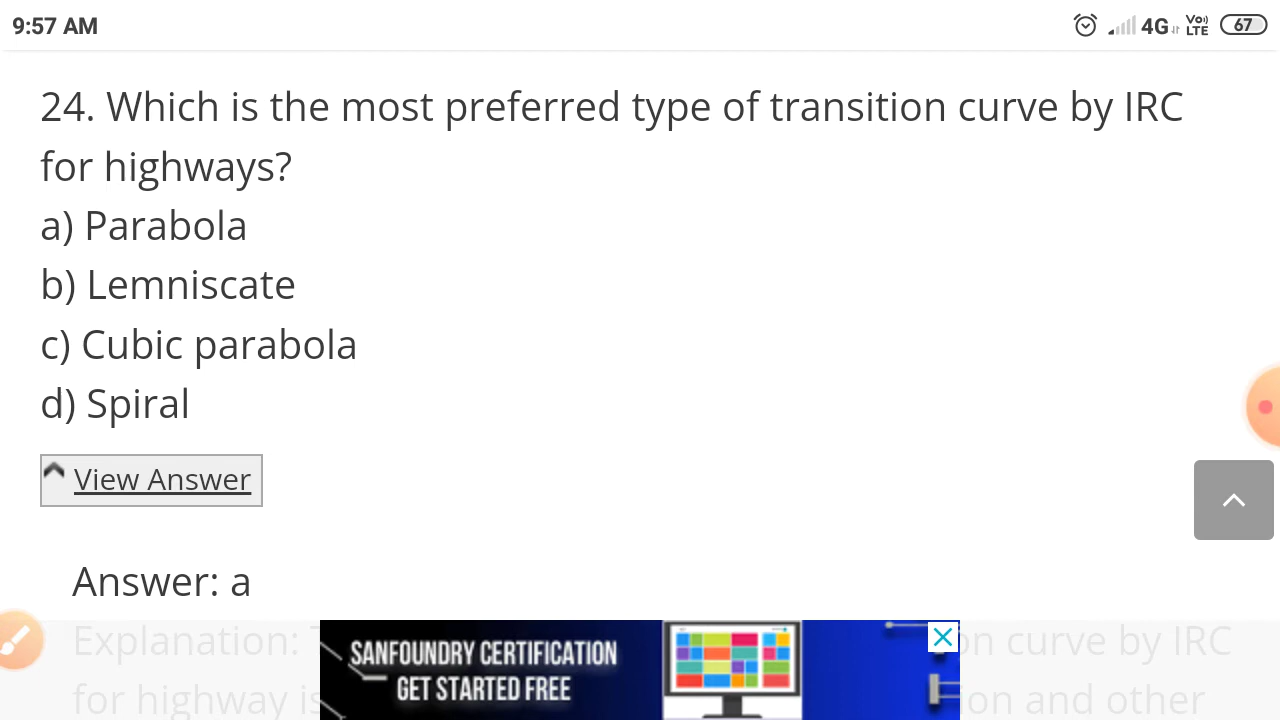 9:57 AM 4G Vo) LTE 67
24. Which is the most preferred type of transition curve by IRC
for highways?
a) Parabola
b) Lemniscate
c) Cubic parabola
d) Spiral
View Answer
Answer: a
Explanation: on curve by IRC
for highway is on and other
SANFOUNDRY CERTIFICATION
GET STARTED FREE